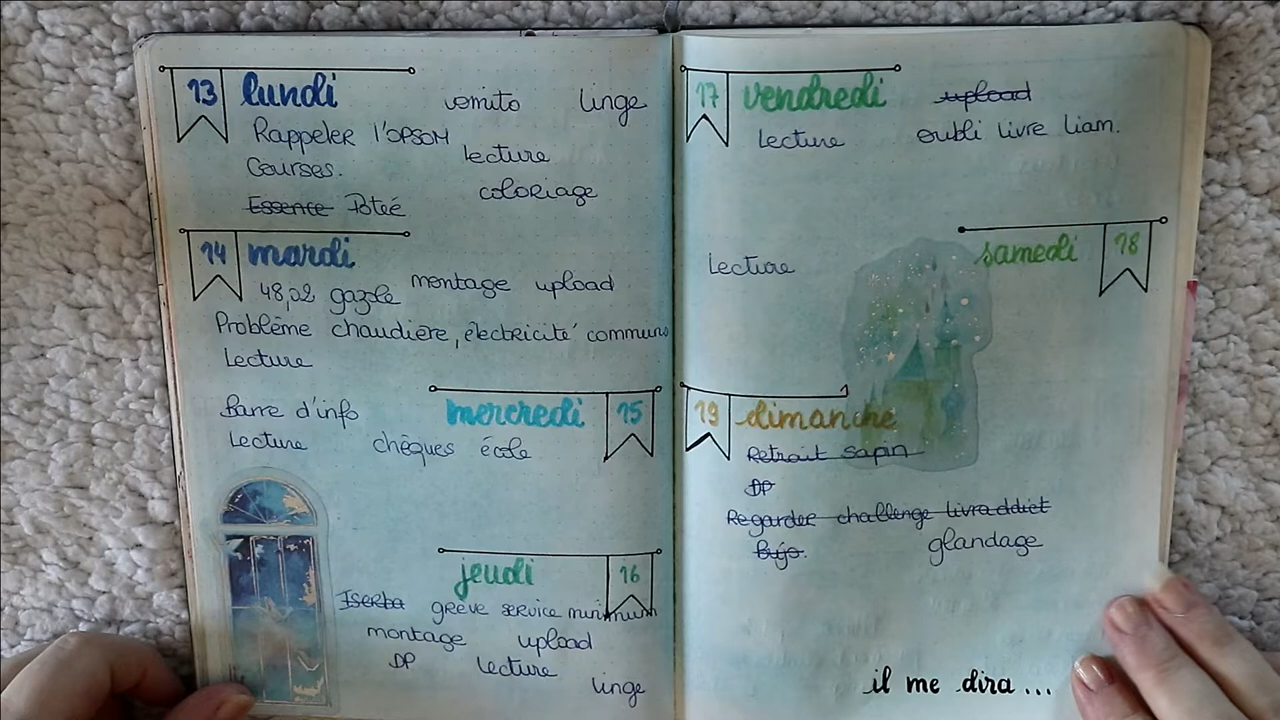 13 lundi
vomito linge
Rappeler l'OPSOM
lecture
Courses.
coloriage
Essence Poteé
14 mardi
48,02 gazole montage upload
Problème chaudière, électricité communs
Lecture
mercredi 15
Barre d'info
Lecture chèques école
jeudi 16
Iserba grève service minimum
montage upload
DP lecture
linge
17 vendredi
upload
Lecture oubli livre Liam.
samedi 18
Lecture
19 dimanche
Retrait sapin
DP
Regarder challenge livraddict
Bujo. glandage
il me dira ...